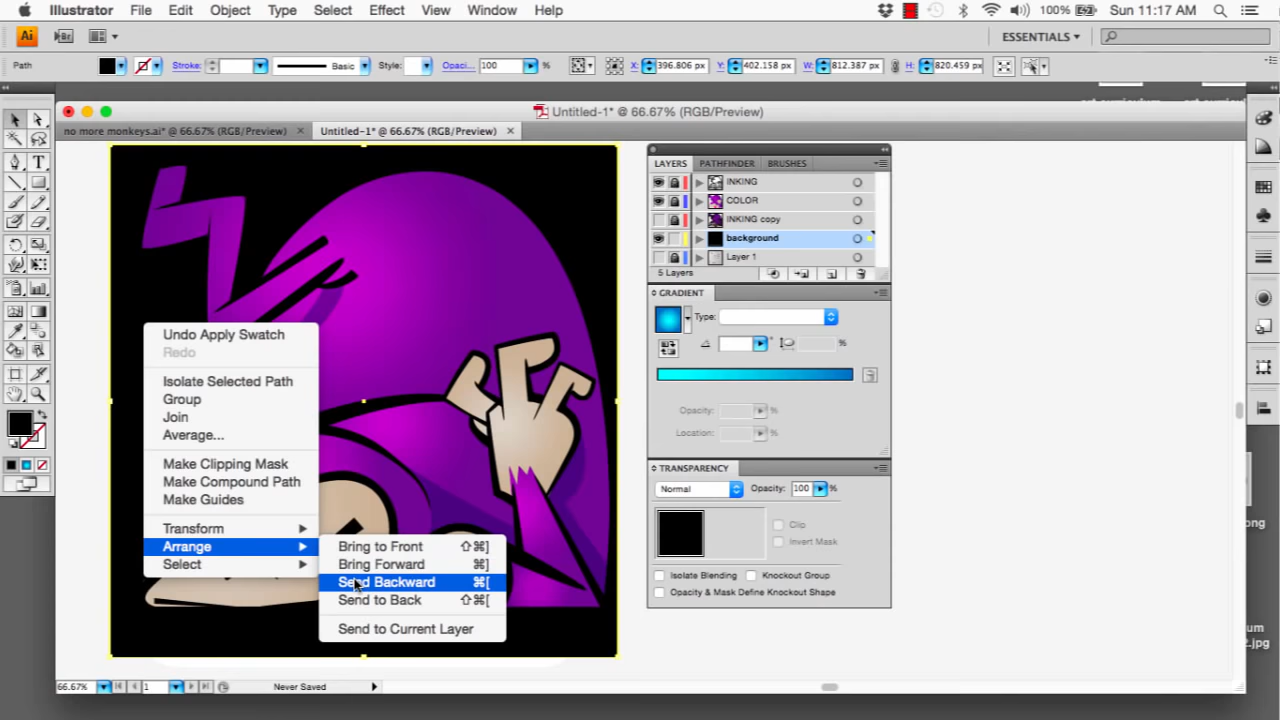 Illustrator File Edit Object Type Select Effect View Window Help 100% Sun 11:17 AM
Ai Br ESSENTIALS
Path Stroke: Basic Style: Opaci... 100 % X: 396.806 px Y: 402.158 px W: 812.387 px H: 820.459 px
Untitled-1* @ 66.67% (RGB/Preview)
no more monkeys.ai* @ 66.67% (RGB/Preview) Untitled-1* @ 66.67% (RGB/Preview)
LAYERS PATHFINDER BRUSHES
INKING
COLOR
INKING copy
background
Layer 1
5 Layers
GRADIENT
Type:
%
Opacity: %
Location: %
TRANSPARENCY
Normal Opacity: 100 %
Clip
Invert Mask
Isolate Blending Knockout Group
Opacity & Mask Define Knockout Shape
Undo Apply Swatch
Redo
Isolate Selected Path
Group
Join
Average...
Make Clipping Mask
Make Compound Path
Make Guides
Transform
Arrange
Select
Bring to Front ⇧⌘]
Bring Forward ⌘]
Send Backward ⌘[
Send to Back ⇧⌘[
Send to Current Layer
66.67% 1 Never Saved